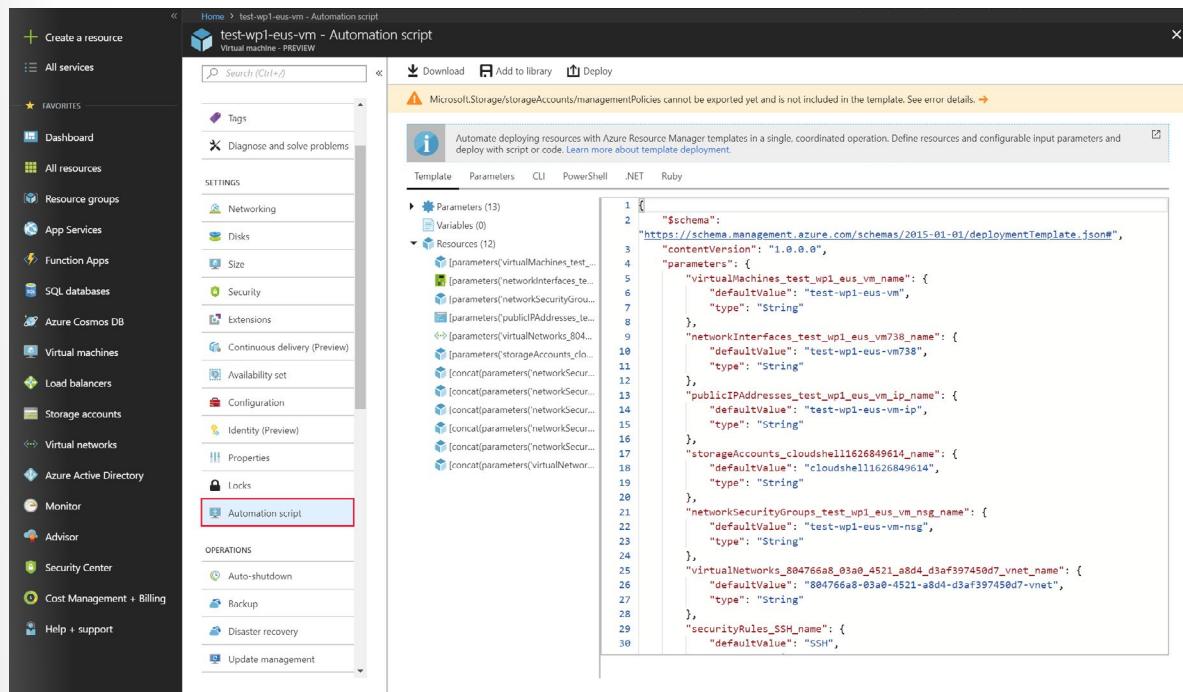 «
Home > test-wp1-eus-vm - Automation script
test-wp1-eus-vm - Automation script
Virtual machine - PREVIEW
Create a resource
All services
FAVORITES
Dashboard
All resources
Resource groups
App Services
Function Apps
SQL databases
Azure Cosmos DB
Virtual machines
Load balancers
Storage accounts
Virtual networks
Azure Active Directory
Monitor
Advisor
Security Center
Cost Management + Billing
Help + support
Search (Ctrl+/)
«
Tags
Diagnose and solve problems
SETTINGS
Networking
Disks
Size
Security
Extensions
Continuous delivery (Preview)
Availability set
Configuration
Identity (Preview)
Properties
Locks
Automation script
OPERATIONS
Auto-shutdown
Backup
Disaster recovery
Update management
Download Add to library Deploy
Microsoft.Storage/storageAccounts/managementPolicies cannot be exported yet and is not included in the template. See error details. →
Automate deploying resources with Azure Resource Manager templates in a single, coordinated operation. Define resources and configurable input parameters and
deploy with script or code. Learn more about template deployment.
Template Parameters CLI PowerShell .NET Ruby
Parameters (13)
Variables (0)
Resources (12)
[parameters('virtualMachines_test_...
[parameters('networkInterfaces_te...
[parameters('networkSecurityGrou...
[parameters('publicIPAddresses_te...
[parameters('virtualNetworks_804...
[parameters('storageAccounts_clo...
[concat(parameters('networkSecur...
[concat(parameters('networkSecur...
[concat(parameters('networkSecur...
[concat(parameters('networkSecur...
[concat(parameters('networkSecur...
[concat(parameters('virtualNetwor...
1 {
2 "$schema":
"https://schema.management.azure.com/schemas/2015-01-01/deploymentTemplate.json#",
3 "contentVersion": "1.0.0.0",
4 "parameters": {
5 "virtualMachines_test_wp1_eus_vm_name": {
6 "defaultValue": "test-wp1-eus-vm",
7 "type": "String"
8 },
9 "networkInterfaces_test_wp1_eus_vm738_name": {
10 "defaultValue": "test-wp1-eus-vm738",
11 "type": "String"
12 },
13 "publicIPAddresses_test_wp1_eus_vm_ip_name": {
14 "defaultValue": "test-wp1-eus-vm-ip",
15 "type": "String"
16 },
17 "storageAccounts_cloudshell1626849614_name": {
18 "defaultValue": "cloudshell1626849614",
19 "type": "String"
20 },
21 "networkSecurityGroups_test_wp1_eus_vm_nsg_name": {
22 "defaultValue": "test-wp1-eus-vm-nsg",
23 "type": "String"
24 },
25 "virtualNetworks_804766a8_03a0_4521_a8d4_d3af397450d7_vnet_name": {
26 "defaultValue": "804766a8-03a0-4521-a8d4-d3af397450d7-vnet",
27 "type": "String"
28 },
29 "securityRules_SSH_name": {
30 "defaultValue": "SSH",